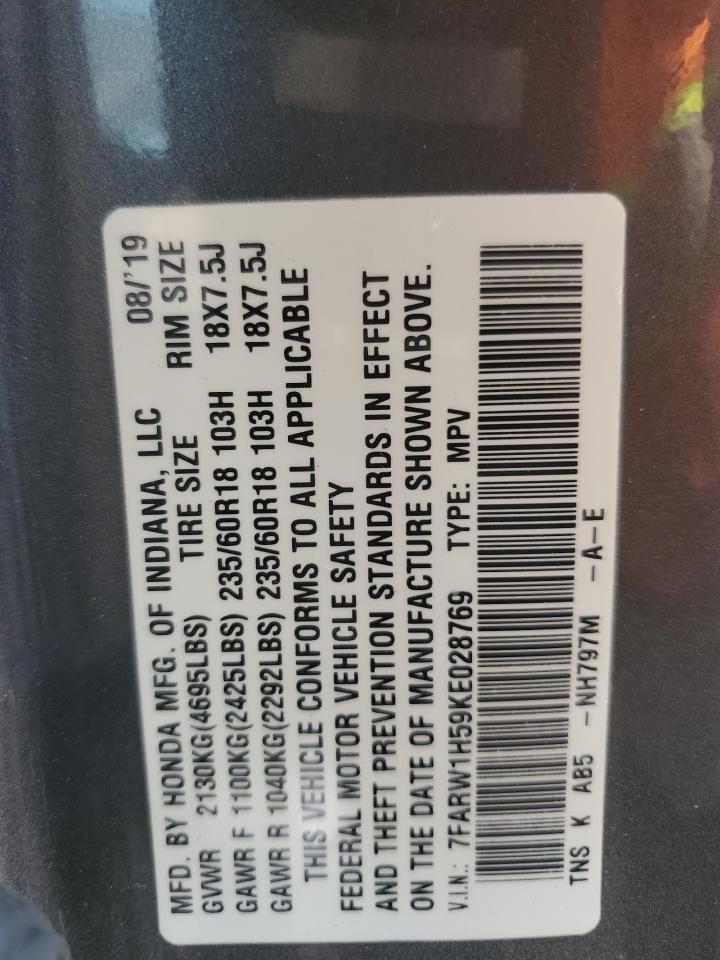 MFD. BY HONDA MFG. OF INDIANA, LLC 08/'19
GVWR 2130KG(4695LBS) TIRE SIZE RIM SIZE
GAWR F 1100KG(2425LBS) 235/60R18 103H 18X7.5J
GAWR R 1040KG(2292LBS) 235/60R18 103H 18X7.5J
THIS VEHICLE CONFORMS TO ALL APPLICABLE
FEDERAL MOTOR VEHICLE SAFETY
AND THEFT PREVENTION STANDARDS IN EFFECT
ON THE DATE OF MANUFACTURE SHOWN ABOVE.
V.I.N.: 7FARW1H59KE028769 TYPE: MPV
TNS K AB5 -NH797M -A-E